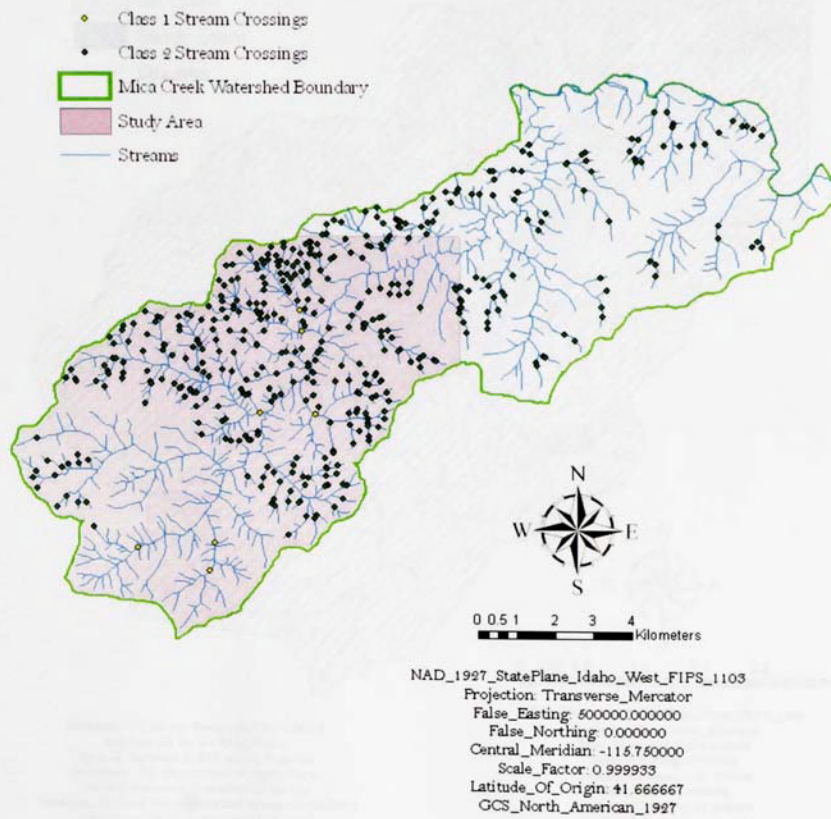 Class 1 Stream Crossings
Class 2 Stream Crossings
Mica Creek Watershed Boundary
Study Area
Streams
N
W E
S
0 0.5 1 2 3 4
Kilometers
NAD_1927_StatePlane_Idaho_West_FIPS_1103
Projection: Transverse_Mercator
False_Easting: 500000.000000
False_Northing: 0.000000
Central_Meridian: -115.750000
Scale_Factor: 0.999933
Latitude_Of_Origin: 41.666667
GCS_North_American_1927